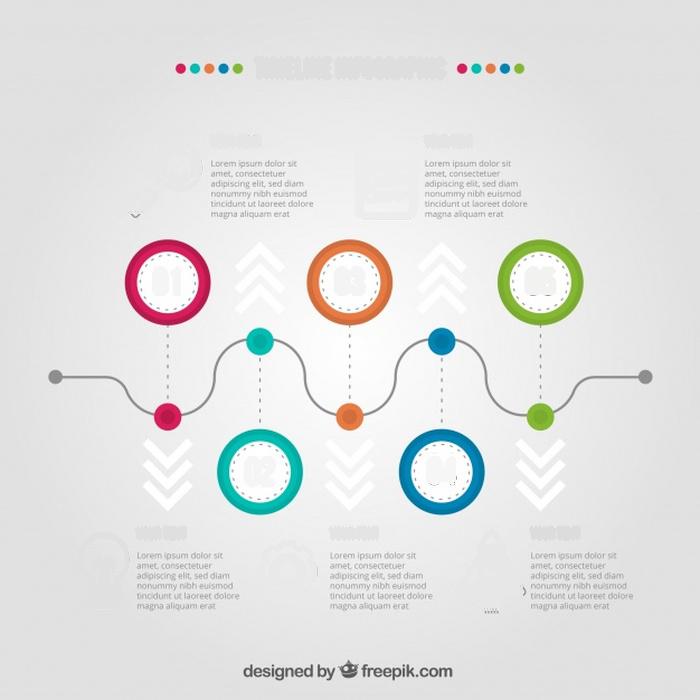 TIMELINE INFOGRAPHIC
Lorem ipsum dolor sit
amet, consectetuer
adipiscing elit, sed diam
nonummy nibh euismod
tincidunt ut laoreet dolore
magna aliquam erat
Lorem ipsum dolor sit
amet, consectetuer
adipiscing elit, sed diam
nonummy nibh euismod
tincidunt ut laoreet dolore
magna aliquam erat
01
03
05
02
04
Lorem ipsum dolor sit
amet, consectetuer
adipiscing elit, sed diam
nonummy nibh euismod
tincidunt ut laoreet dolore
magna aliquam erat
Lorem ipsum dolor sit
amet, consectetuer
adipiscing elit, sed diam
nonummy nibh euismod
tincidunt ut laoreet dolore
magna aliquam erat
Lorem ipsum dolor sit
amet, consectetuer
adipiscing elit, sed diam
nonummy nibh euismod
tincidunt ut laoreet dolore
magna aliquam erat
designed by freepik.com